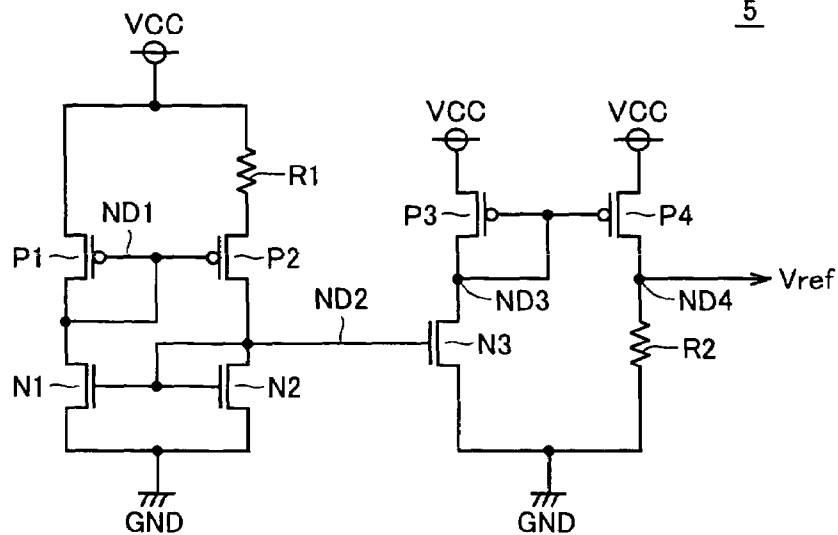 5
VCC
VCC
VCC
R1
ND1
P3
P4
P1
P2
ND2
ND3
ND4
Vref
N3
R2
N1
N2
GND
GND